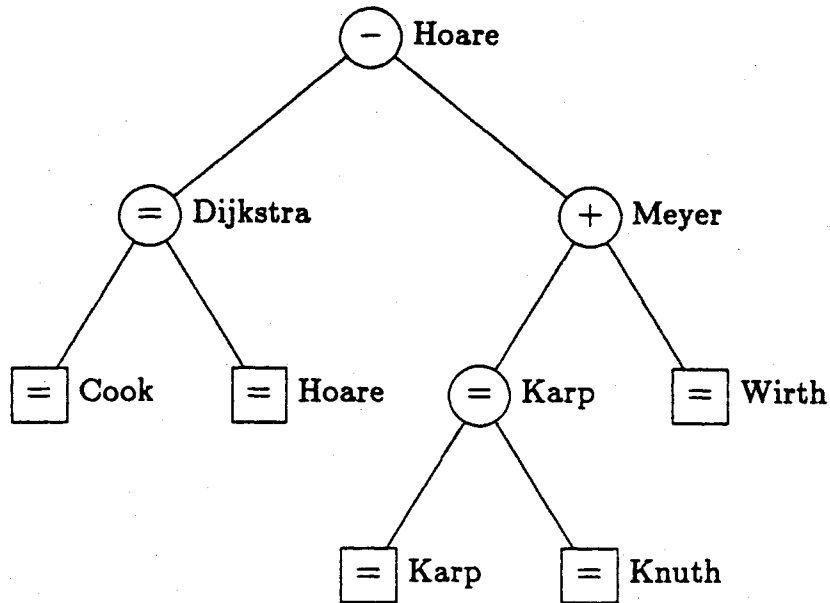 − Hoare
= Dijkstra + Meyer
= Cook = Hoare = Karp = Wirth
= Karp = Knuth